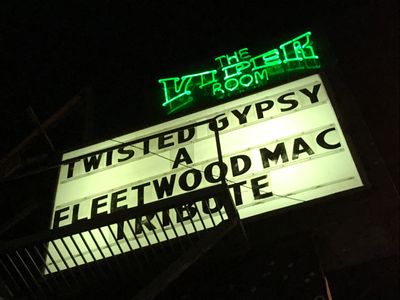 THE
VIPER
ROOM
TWISTED GYPSY
A
FLEETWOOD MAC
TRIBUTE